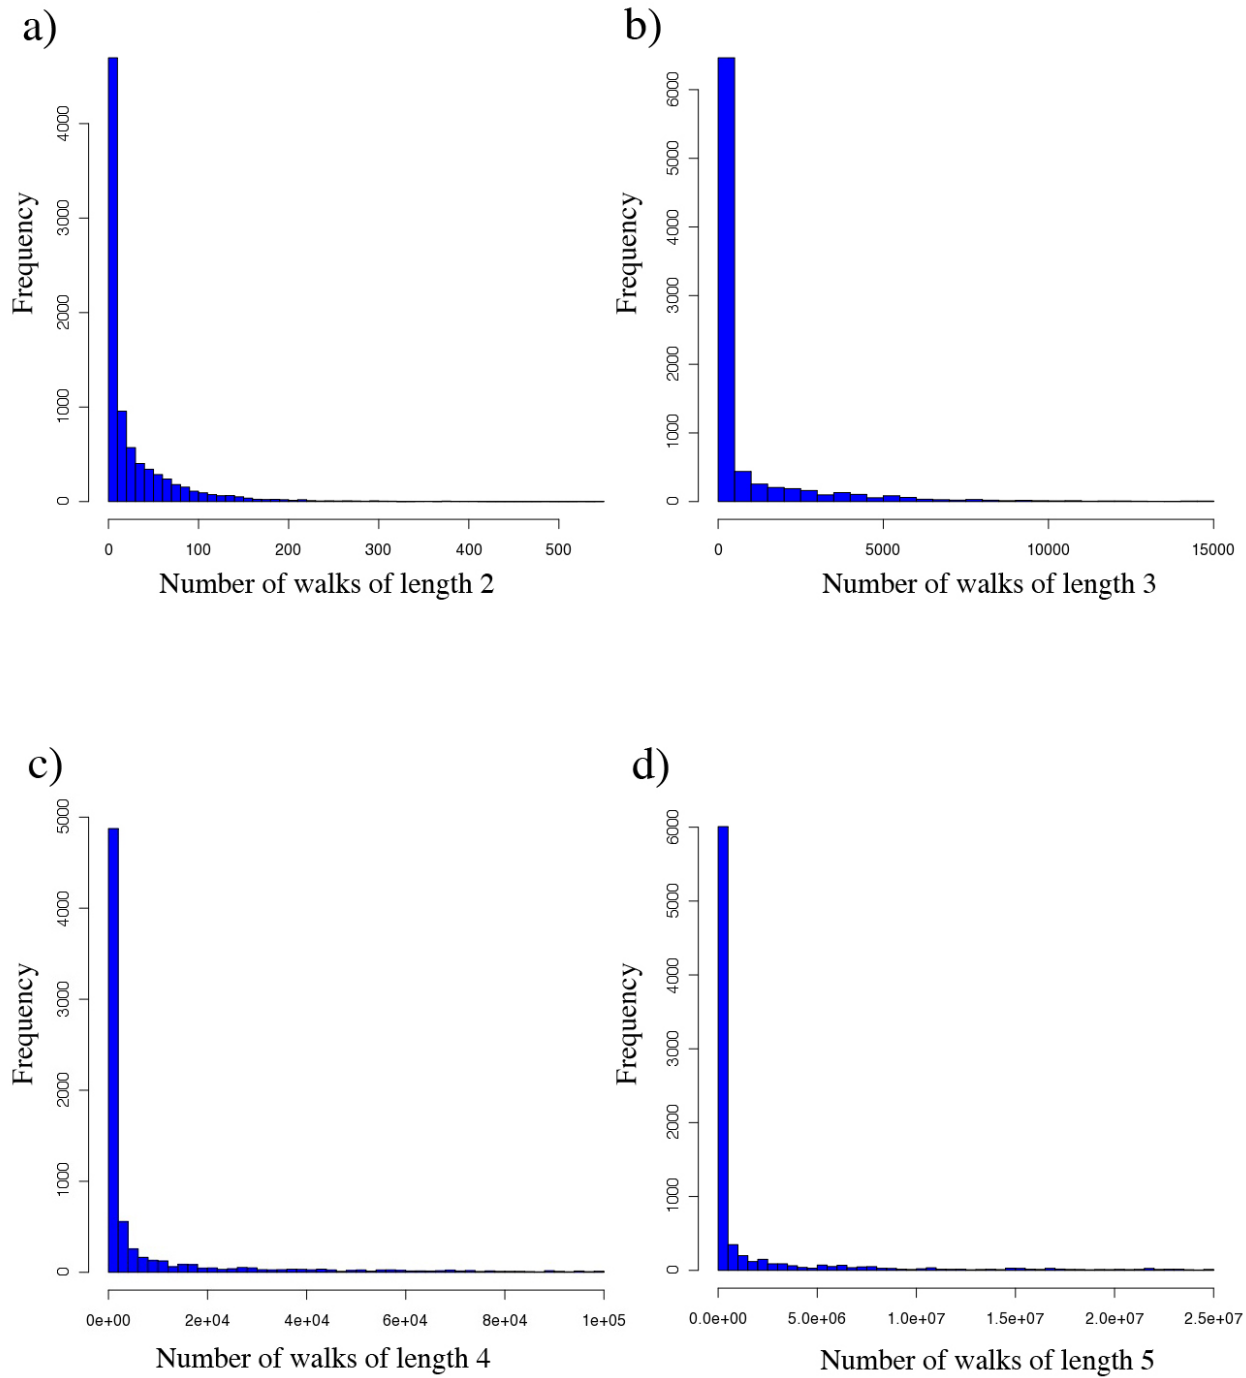 a)
Frequency
0 1000 2000 3000 4000
0 100 200 300 400 500
Number of walks of length 2
b)
Frequency
0 1000 2000 3000 4000 5000 6000
0 5000 10000 15000
Number of walks of length 3
c)
Frequency
0 1000 2000 3000 4000 5000
0e+00 2e+04 4e+04 6e+04 8e+04 1e+05
Number of walks of length 4
d)
Frequency
0 1000 2000 3000 4000 5000 6000
0.0e+00 5.0e+06 1.0e+07 1.5e+07 2.0e+07 2.5e+07
Number of walks of length 5